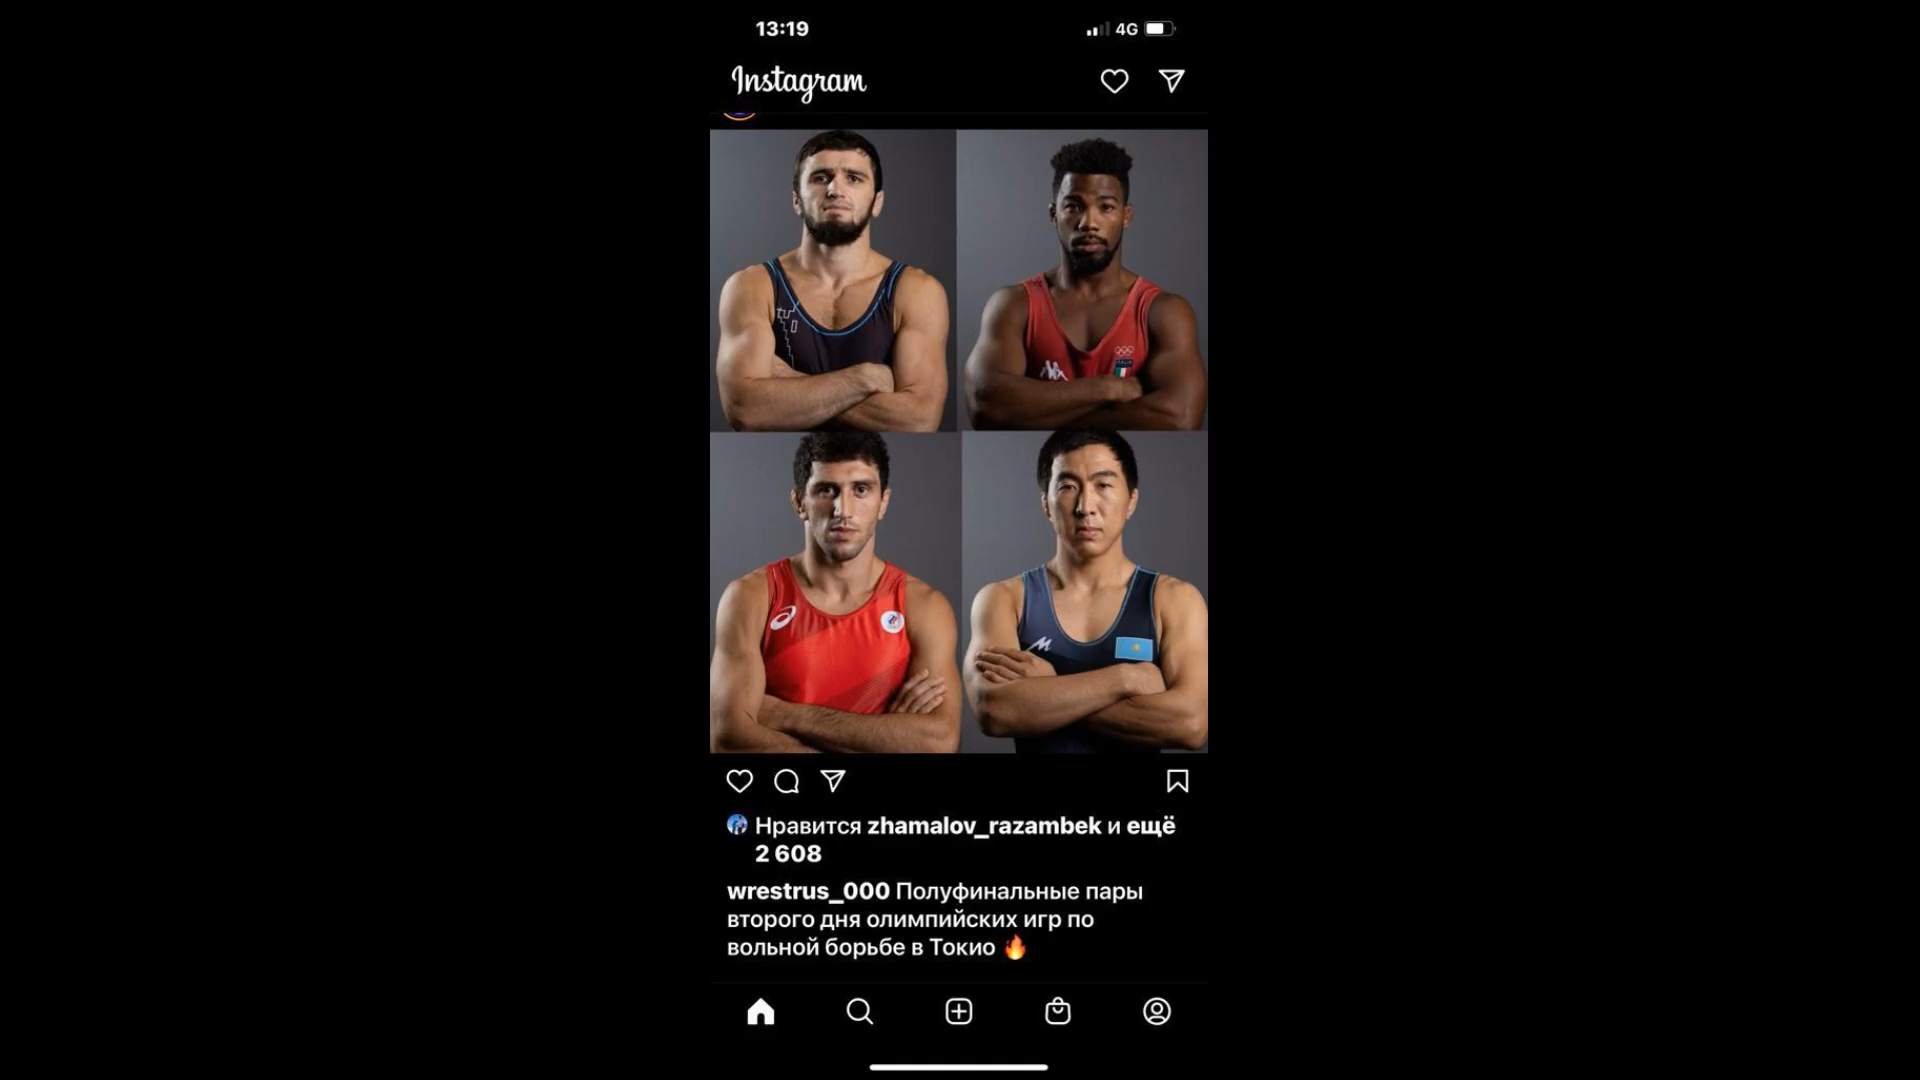 13:19
4G
Instagram
ITALIA
Нравится zhamalov_razambek и ещё
2 608
wrestrus_000 Полуфинальные пары
второго дня олимпийских игр по
вольной борьбе в Токио 🔥